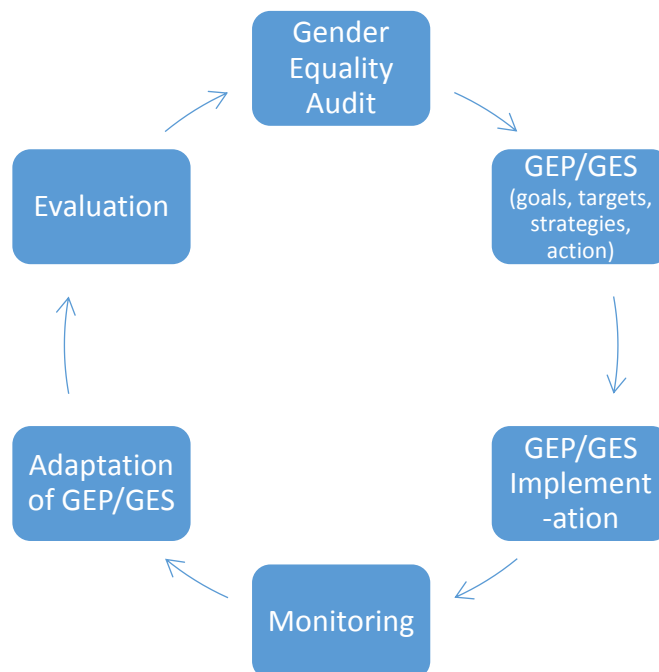 Gender
Equality
Audit
GEP/GES
(goals, targets,
strategies,
action)
GEP/GES
Implement
-ation
Monitoring
Adaptation
of GEP/GES
Evaluation